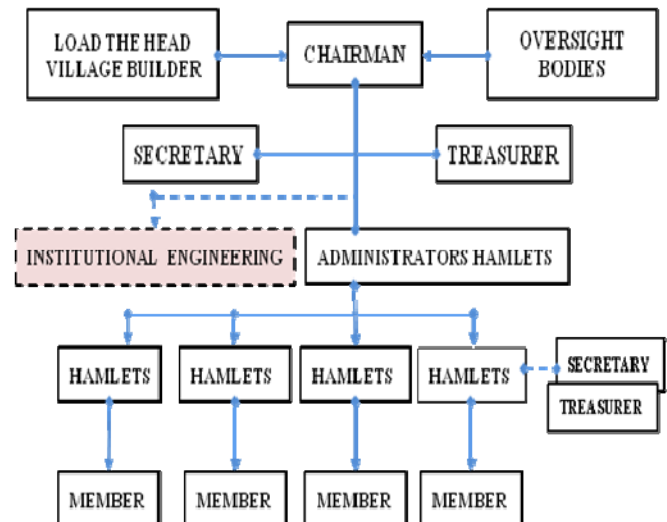 LOAD THE HEAD
VILLAGE BUILDER
CHAIRMAN
OVERSIGHT
BODIES
SECRETARY
TREASURER
INSTITUTIONAL ENGINEERING
ADMINISTRATORS HAMLETS
HAMLETS
HAMLETS
HAMLETS
HAMLETS
SECRETARY
TREASURER
MEMBER
MEMBER
MEMBER
MEMBER